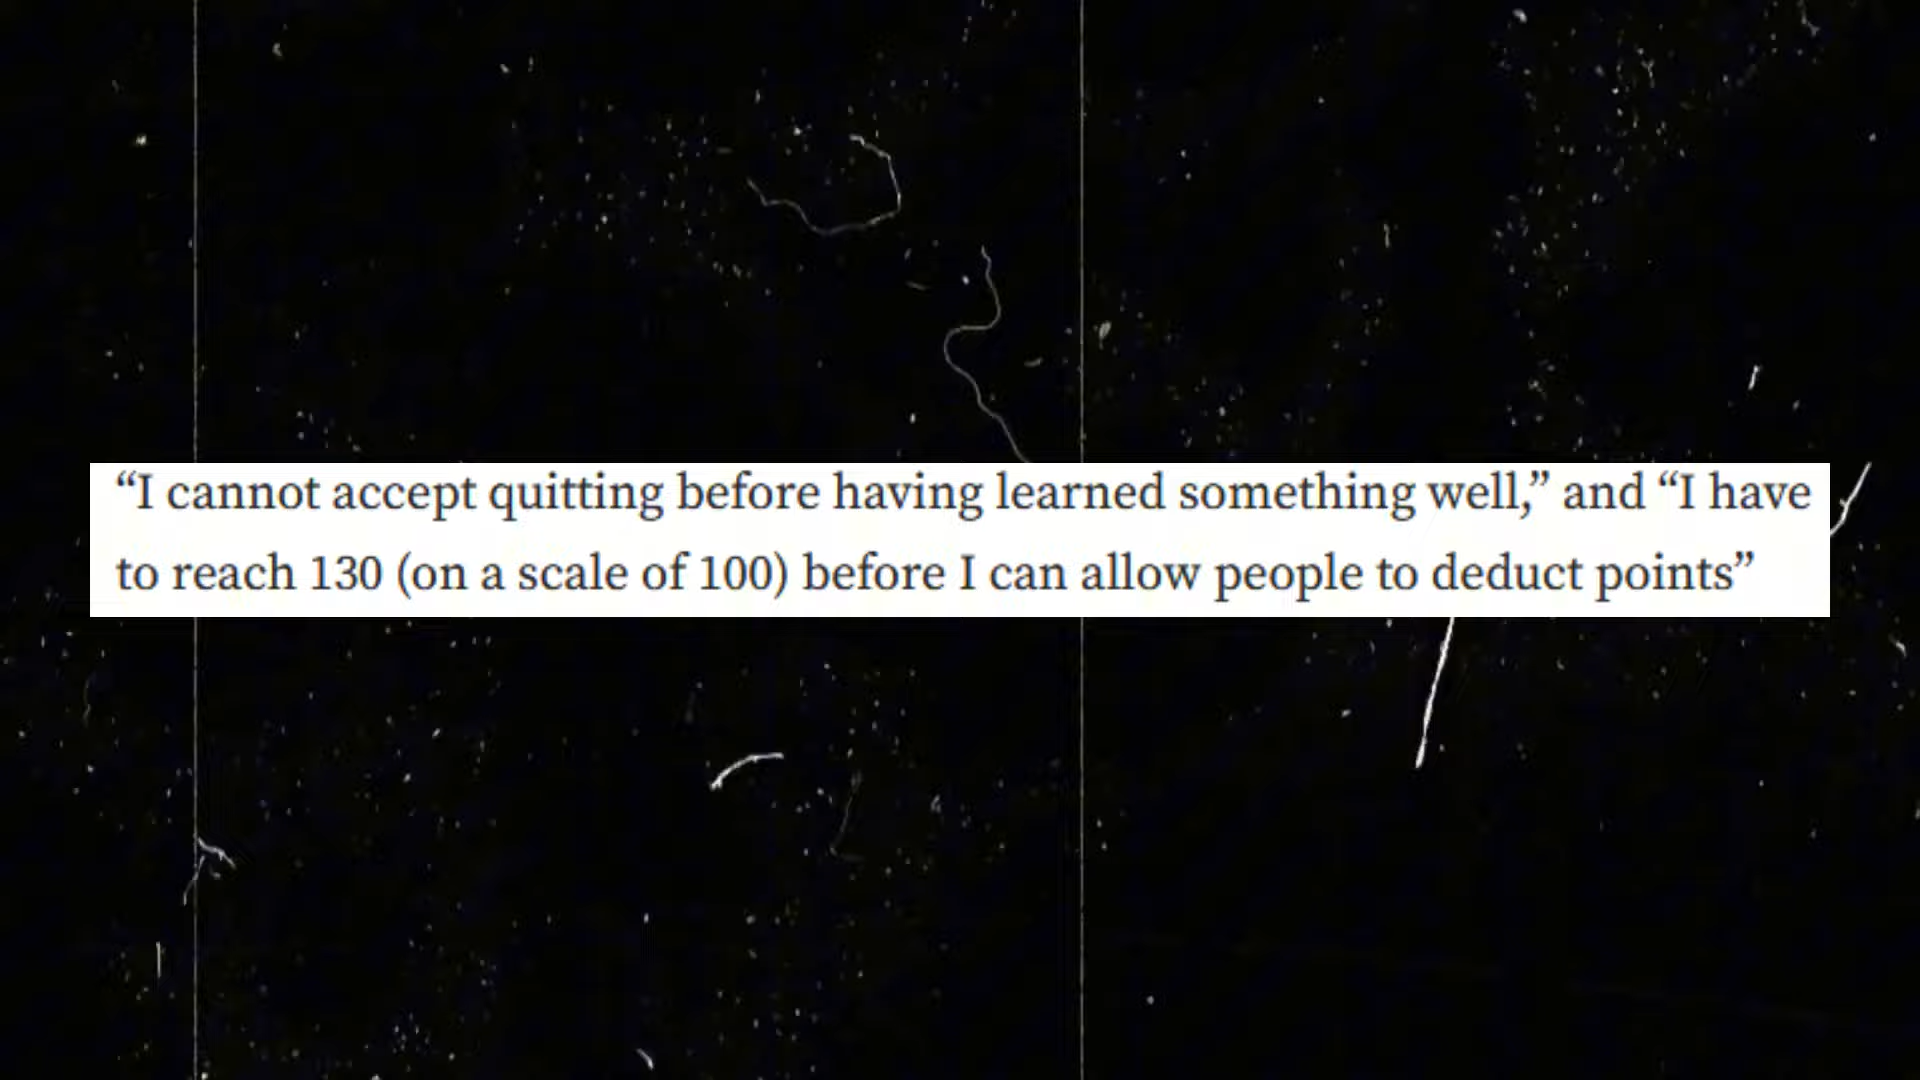 “I cannot accept quitting before having learned something well,” and “I have
to reach 130 (on a scale of 100) before I can allow people to deduct points”